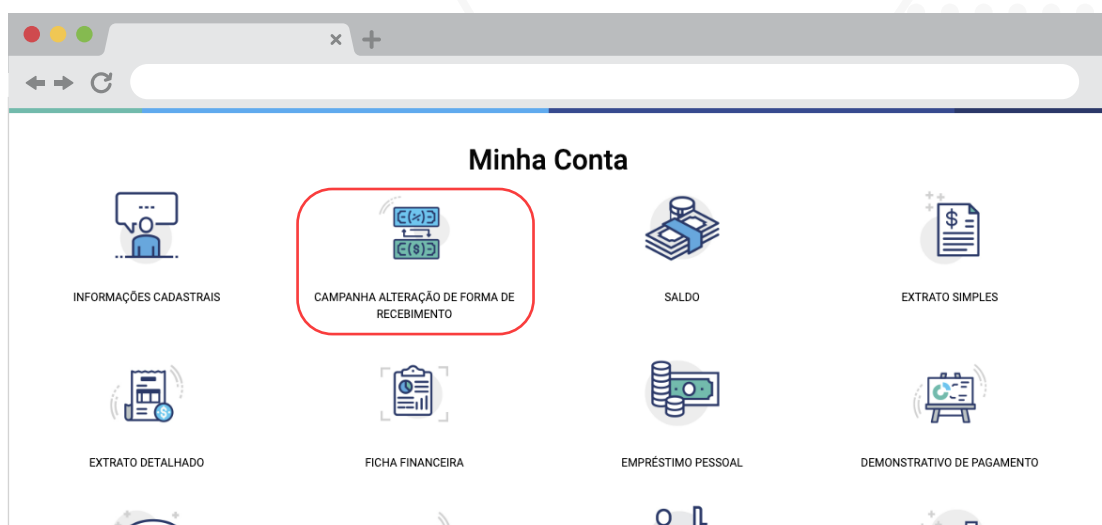 Minha Conta
INFORMAÇÕES CADASTRAIS
CAMPANHA ALTERAÇÃO DE FORMA DE
RECEBIMENTO
SALDO
EXTRATO SIMPLES
EXTRATO DETALHADO
FICHA FINANCEIRA
EMPRÉSTIMO PESSOAL
DEMONSTRATIVO DE PAGAMENTO